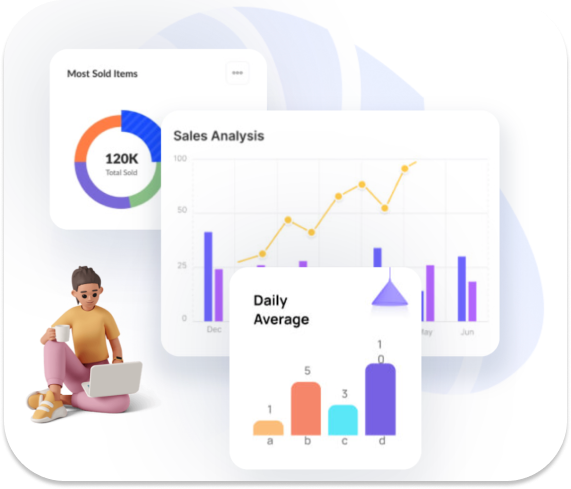 Most Sold Items
120K
Total Sold
Sales Analysis
100
50
25
0
Dec
May
Jun
Daily
Average
1
5
3
1
0
a
b
c
d